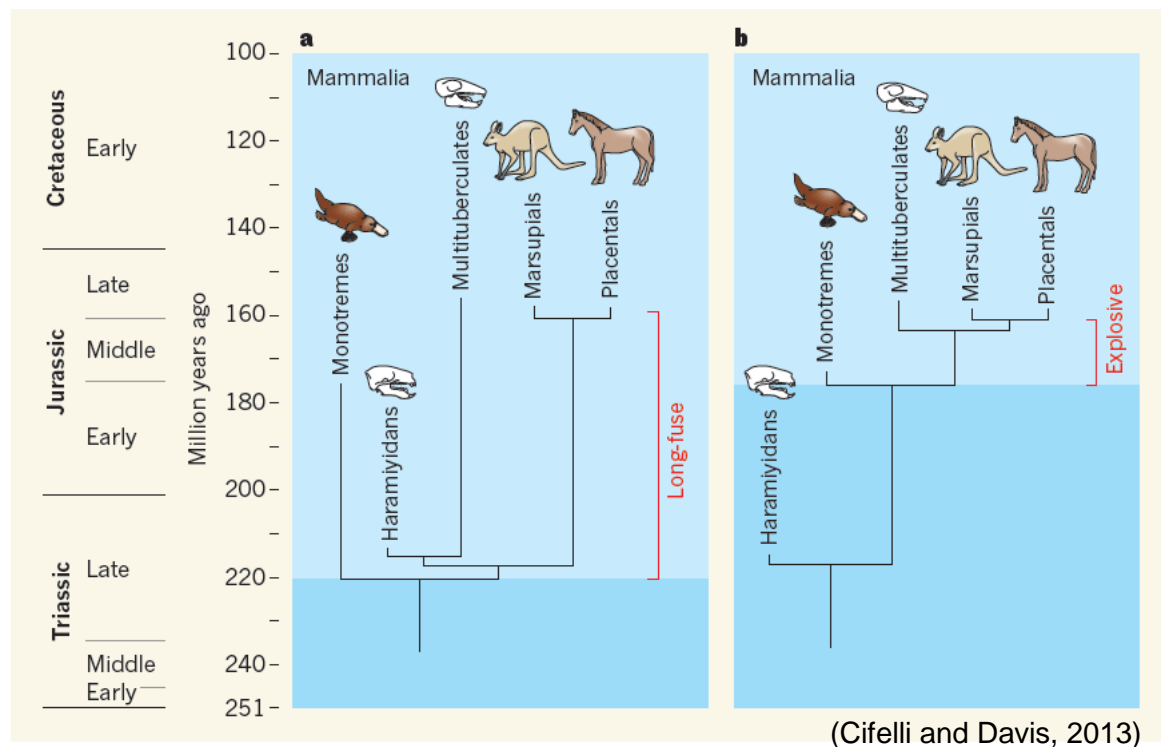 a
b
100
120
140
160
180
200
220
240
251
Million years ago
Cretaceous
Early
Jurassic
Late
Middle
Early
Triassic
Late
Middle
Early
Mammalia
Monotremes
Haramiyidans
Multituberculates
Marsupials
Placentals
Long-fuse
Mammalia
Haramiyidans
Monotremes
Multituberculates
Marsupials
Placentals
Explosive
(Cifelli and Davis, 2013)